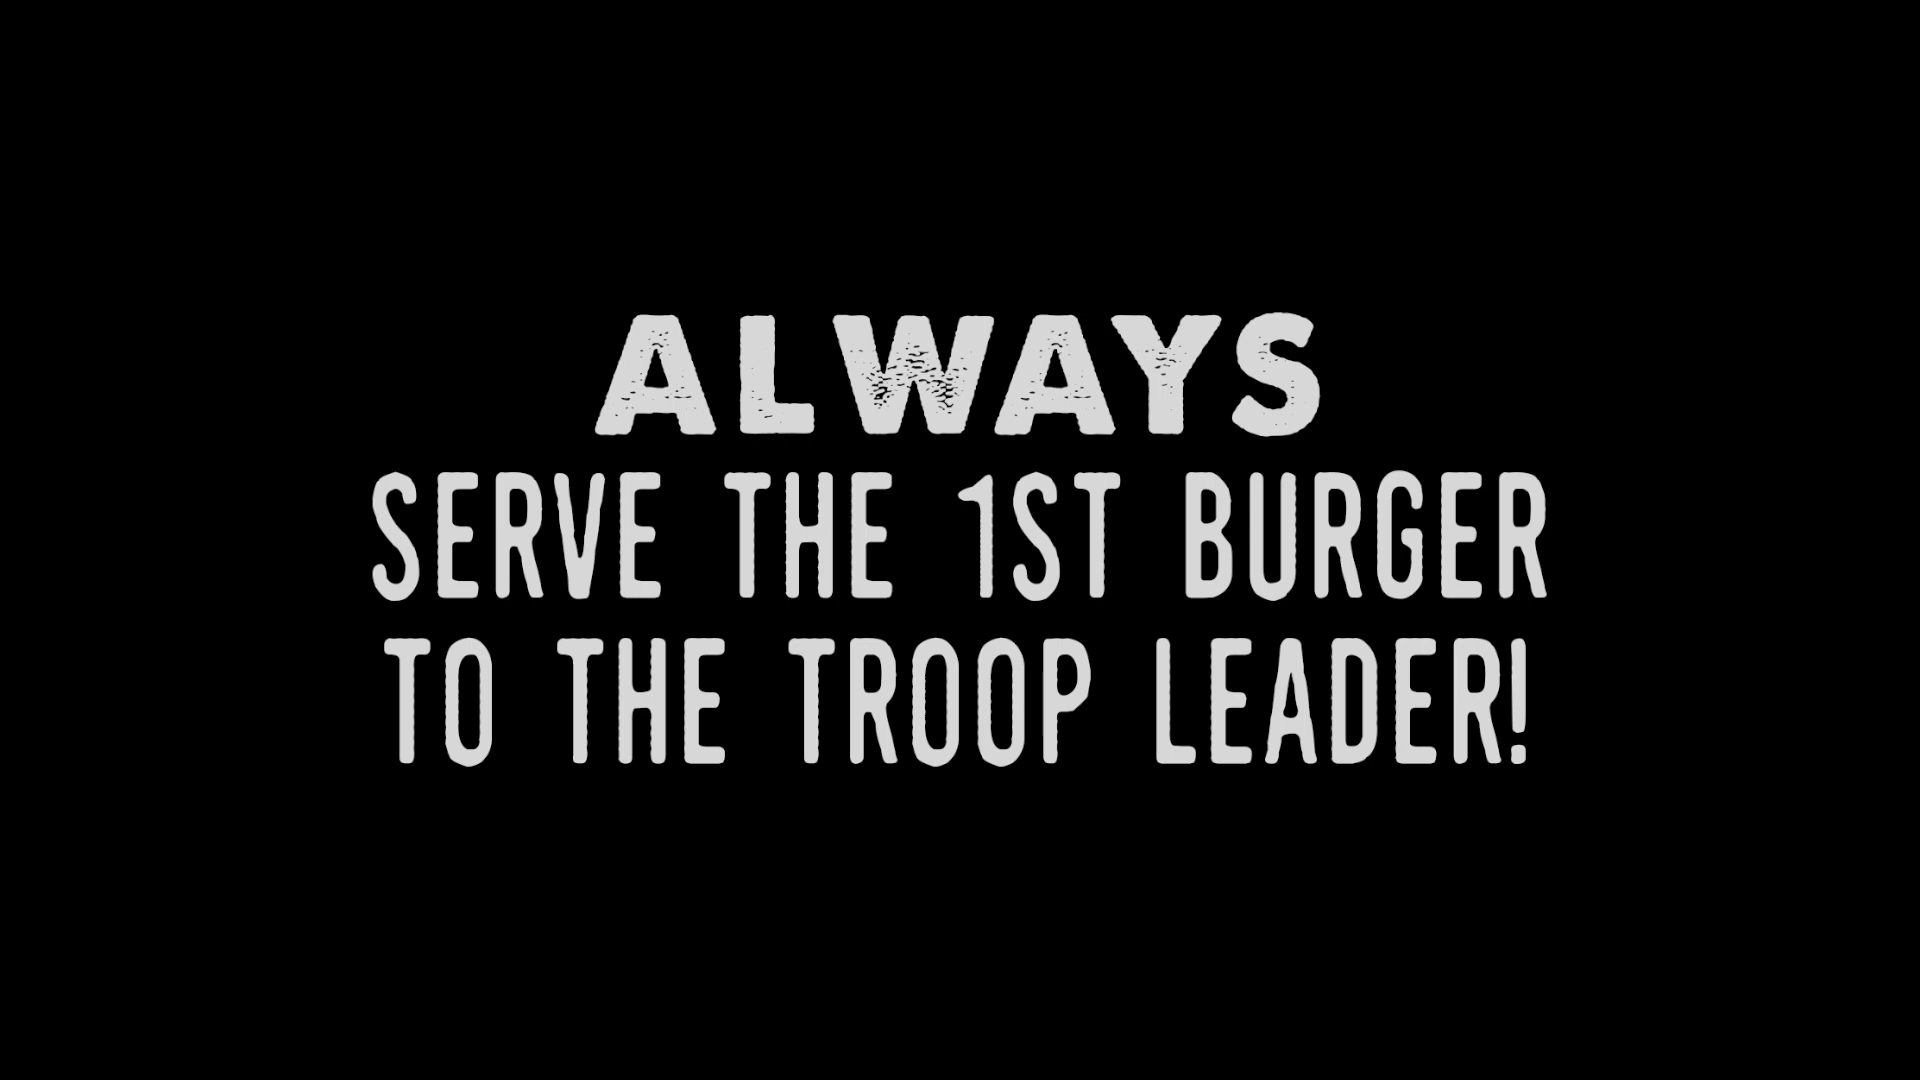 ALWAYS
SERVE THE 1ST BURGER
TO THE TROOP LEADER!